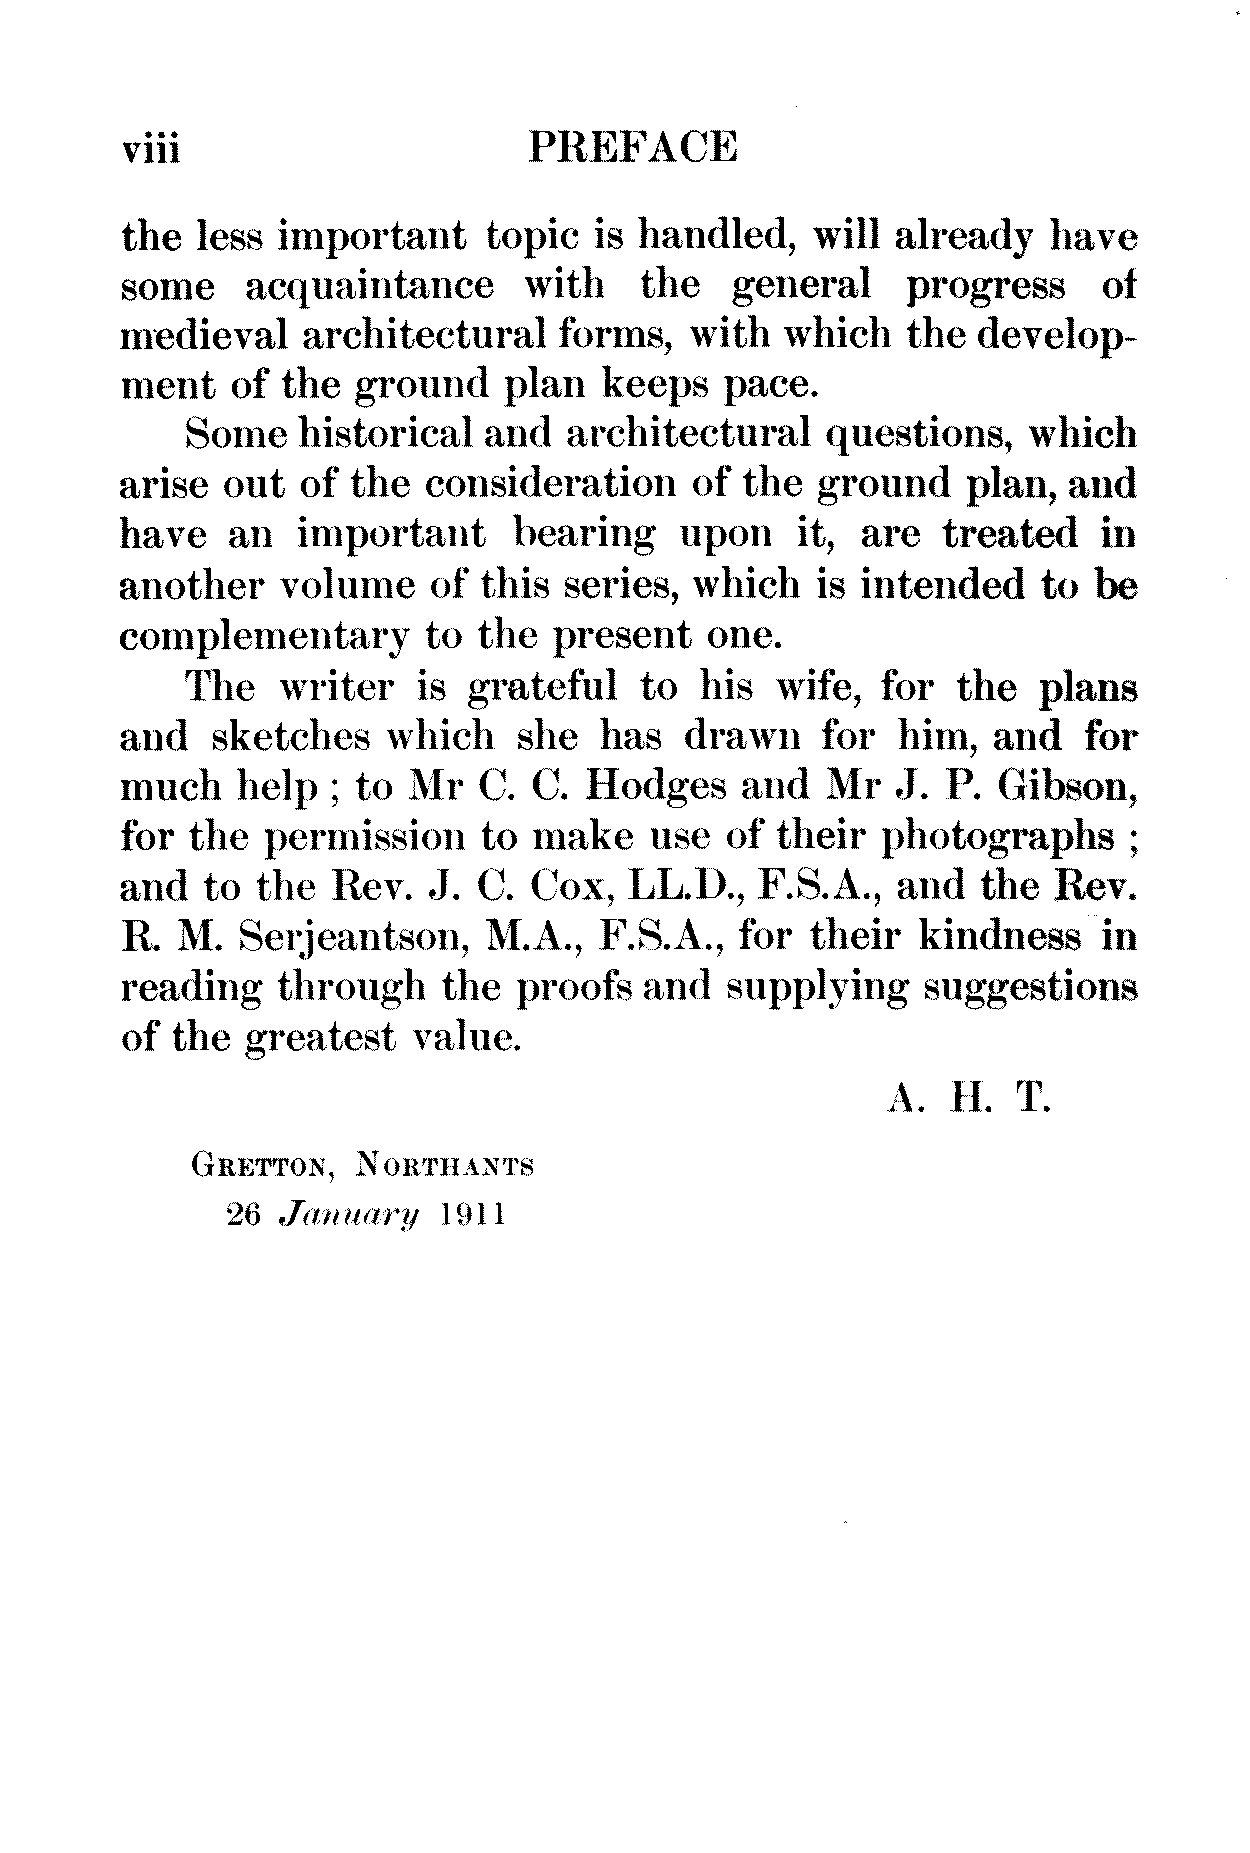 viii PREFACE
the less important topic is handled, will already have
some acquaintance with the general progress of
medieval architectural forms, with which the develop-
ment of the ground plan keeps pace.
Some historical and architectural questions, which
arise out of the consideration of the ground plan, and
have an important bearing upon it, are treated in
another volume of this series, which is intended to be
complementary to the present one.
The writer is grateful to his wife, for the plans
and sketches which she has drawn for him, and for
much help ; to Mr C. C. Hodges and Mr J. P. Gibson,
for the permission to make use of their photographs ;
and to the Rev. J. C. Cox, LL.D., F.S.A., and the Rev.
R. M. Serjeantson, M.A., F.S.A., for their kindness in
reading through the proofs and supplying suggestions
of the greatest value.
A. H. T.
GRETTON, NORTHANTS
26 January 1911